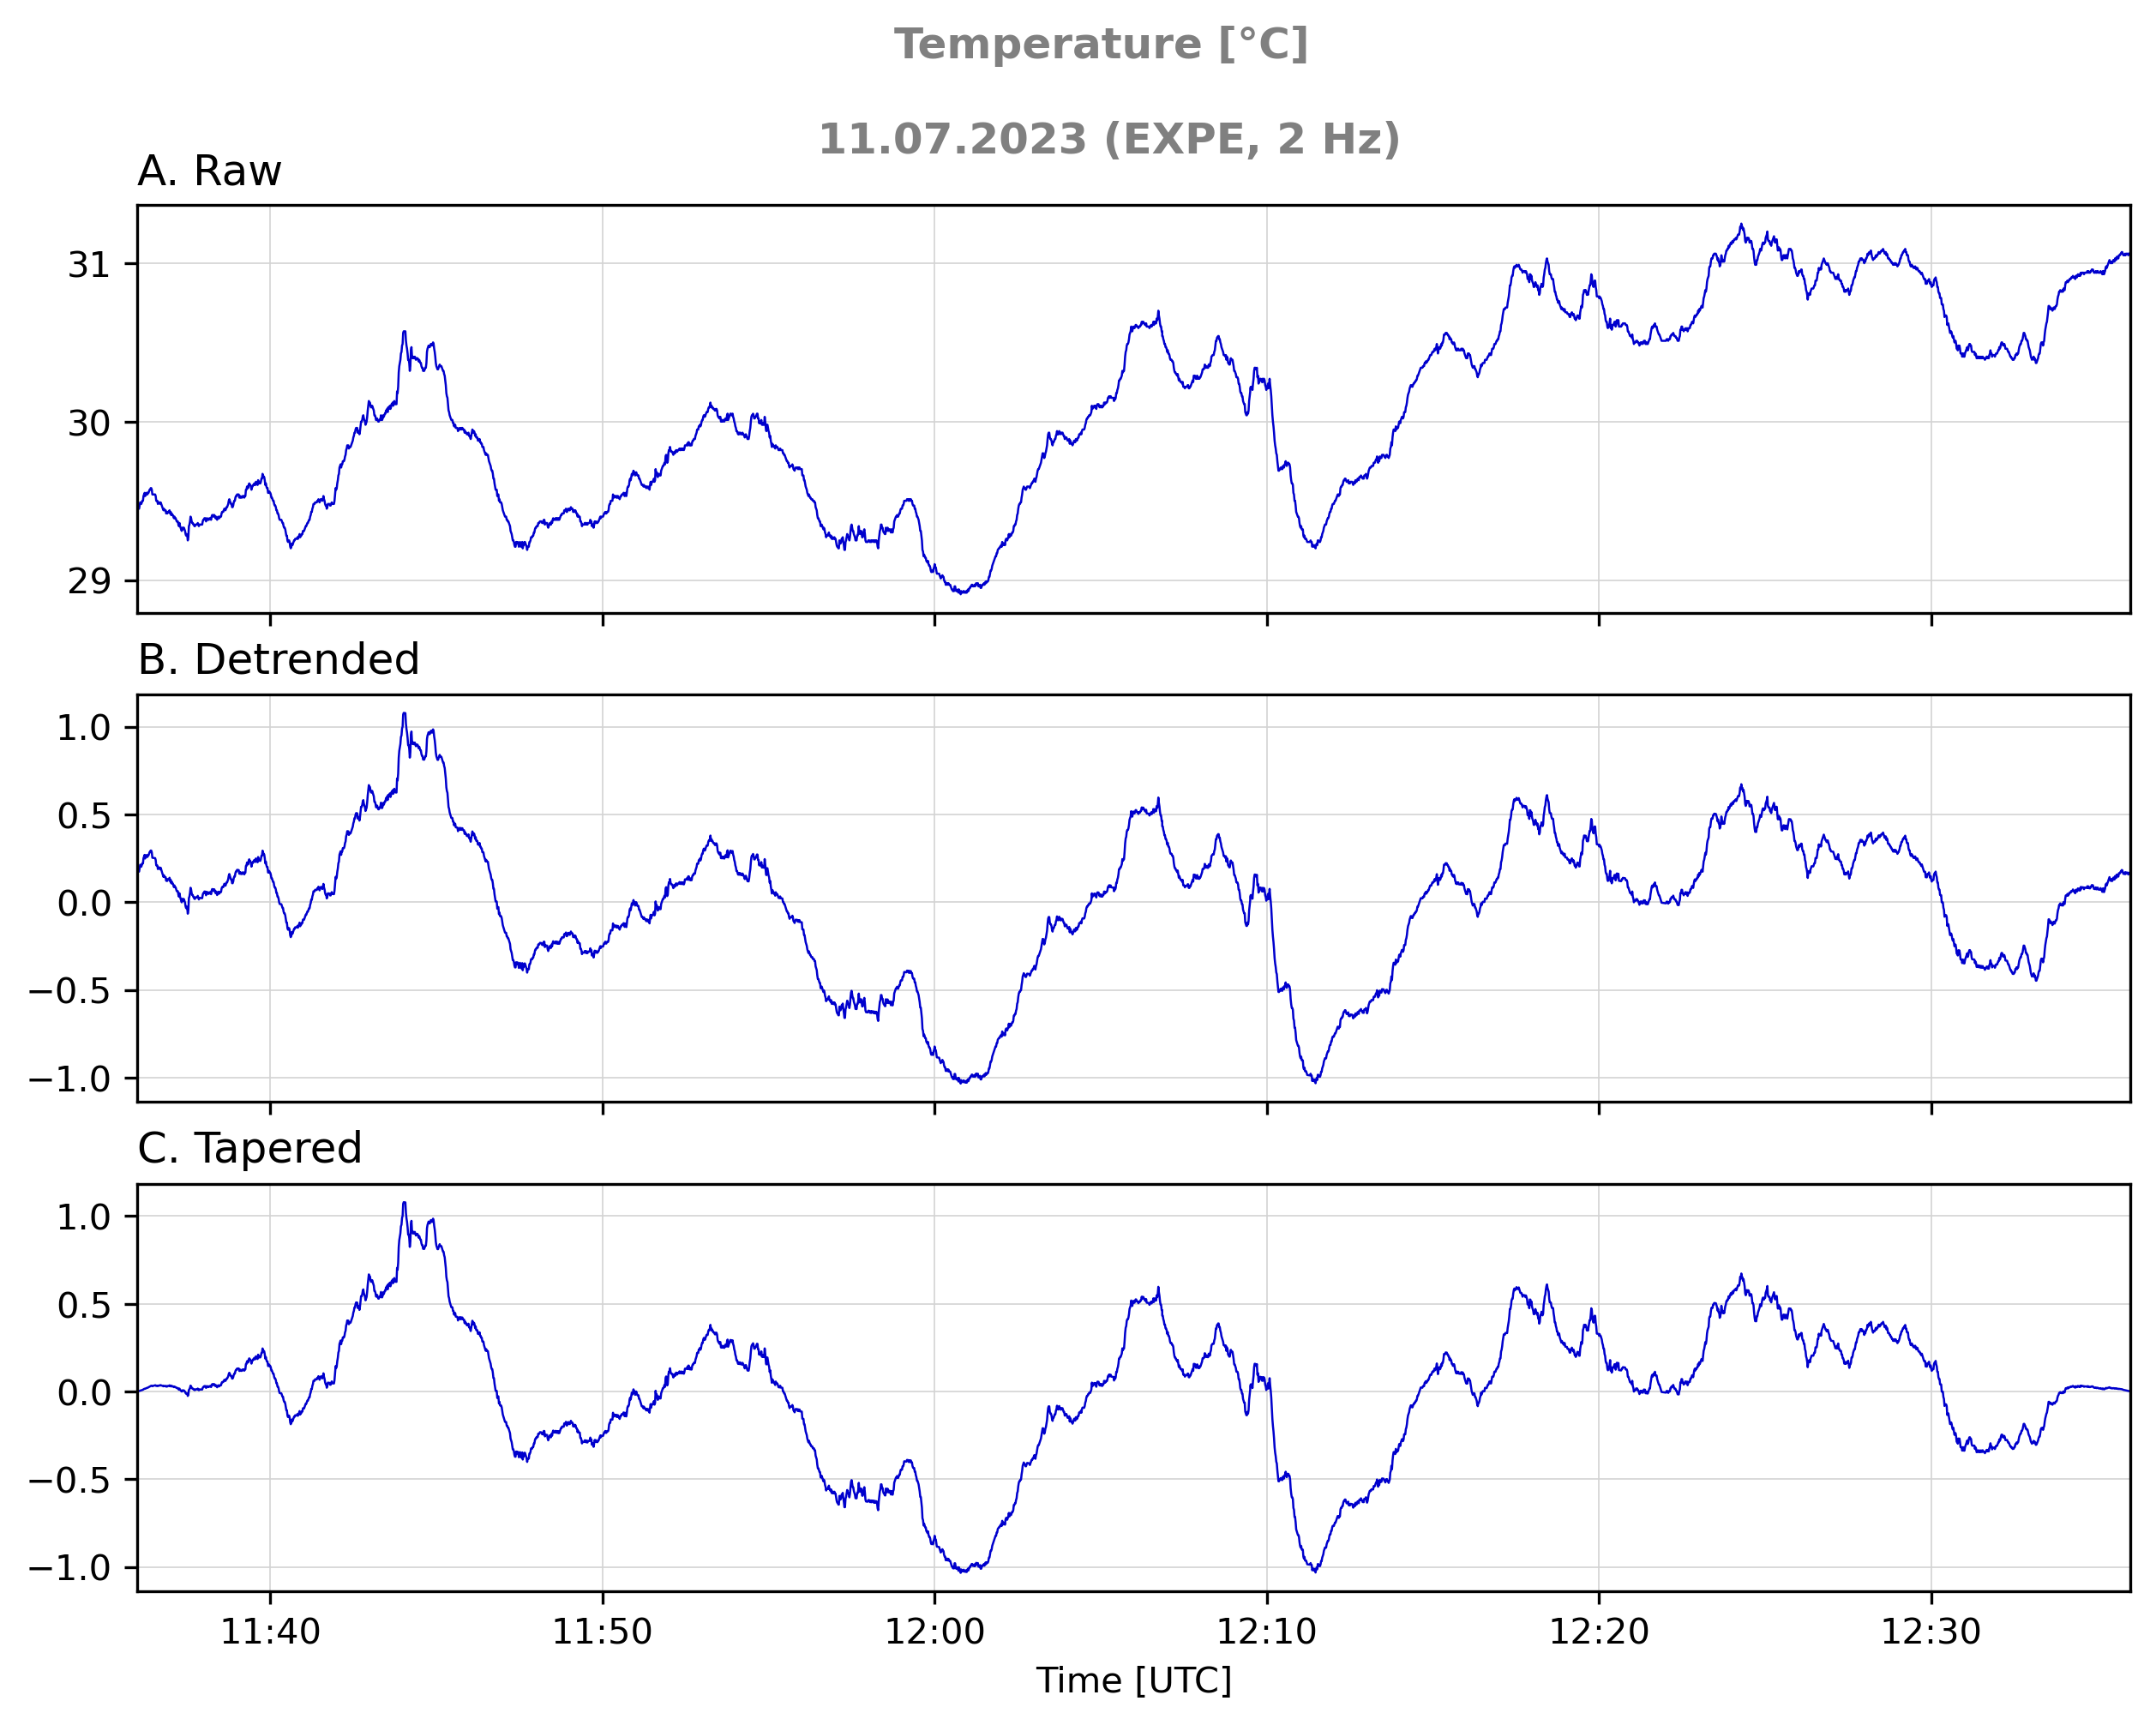 Temperature [°C]
11.07.2023 (EXPE, 2 Hz)
A. Raw
31
30
29
B. Detrended
1.0
0.5
0.0
−0.5
−1.0
C. Tapered
1.0
0.5
0.0
−0.5
−1.0
11:40 11:50 12:00 12:10 12:20 12:30
Time [UTC]